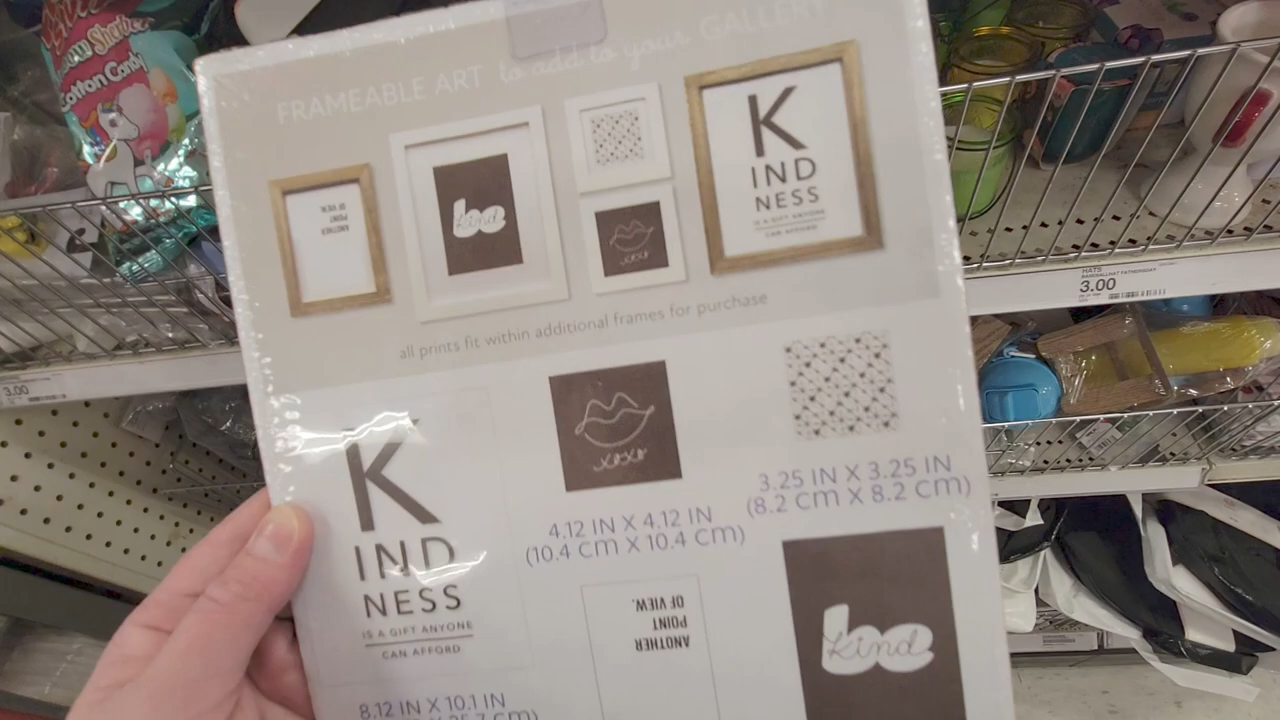 Sherbet
Cotton Candy
FRAMEABLE ART to add to your GALLERY
ANOTHER
POINT
OF VIEW.
be
kind
xoxo
K
IND
NESS
IS A GIFT ANYONE
CAN AFFORD
all prints fit within additional frames for purchase
K
IND
NESS
IS A GIFT ANYONE
CAN AFFORD
8.12 IN X 10.1 IN
xoxo
4.12 IN X 4.12 IN
(10.4 cm X 10.4 cm)
3.25 IN X 3.25 IN
(8.2 cm X 8.2 cm)
ANOTHER
POINT
OF VIEW.
be
kind
3.00
HATS
3.00